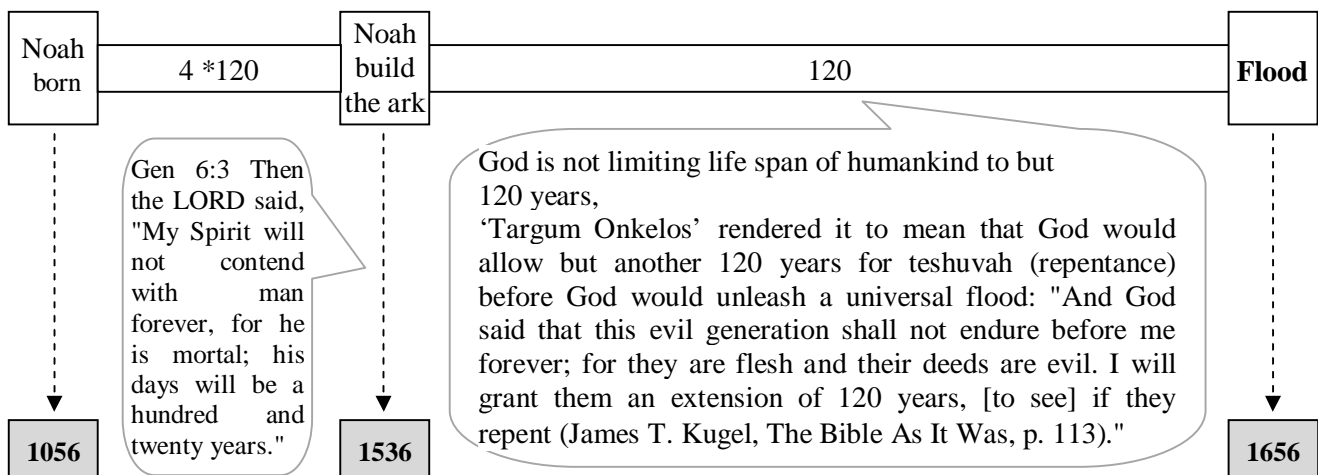 Noah
born
4 *120
Noah
build
the ark
120
Flood
Gen 6:3 Then
the LORD said,
"My Spirit will
not contend
with man
forever, for he
is mortal; his
days will be a
hundred and
twenty years."
God is not limiting life span of humankind to but
120 years,
‘Targum Onkelos’ rendered it to mean that God would
allow but another 120 years for teshuvah (repentance)
before God would unleash a universal flood: "And God
said that this evil generation shall not endure before me
forever; for they are flesh and their deeds are evil. I will
grant them an extension of 120 years, [to see] if they
repent (James T. Kugel, The Bible As It Was, p. 113)."
1056
1536
1656